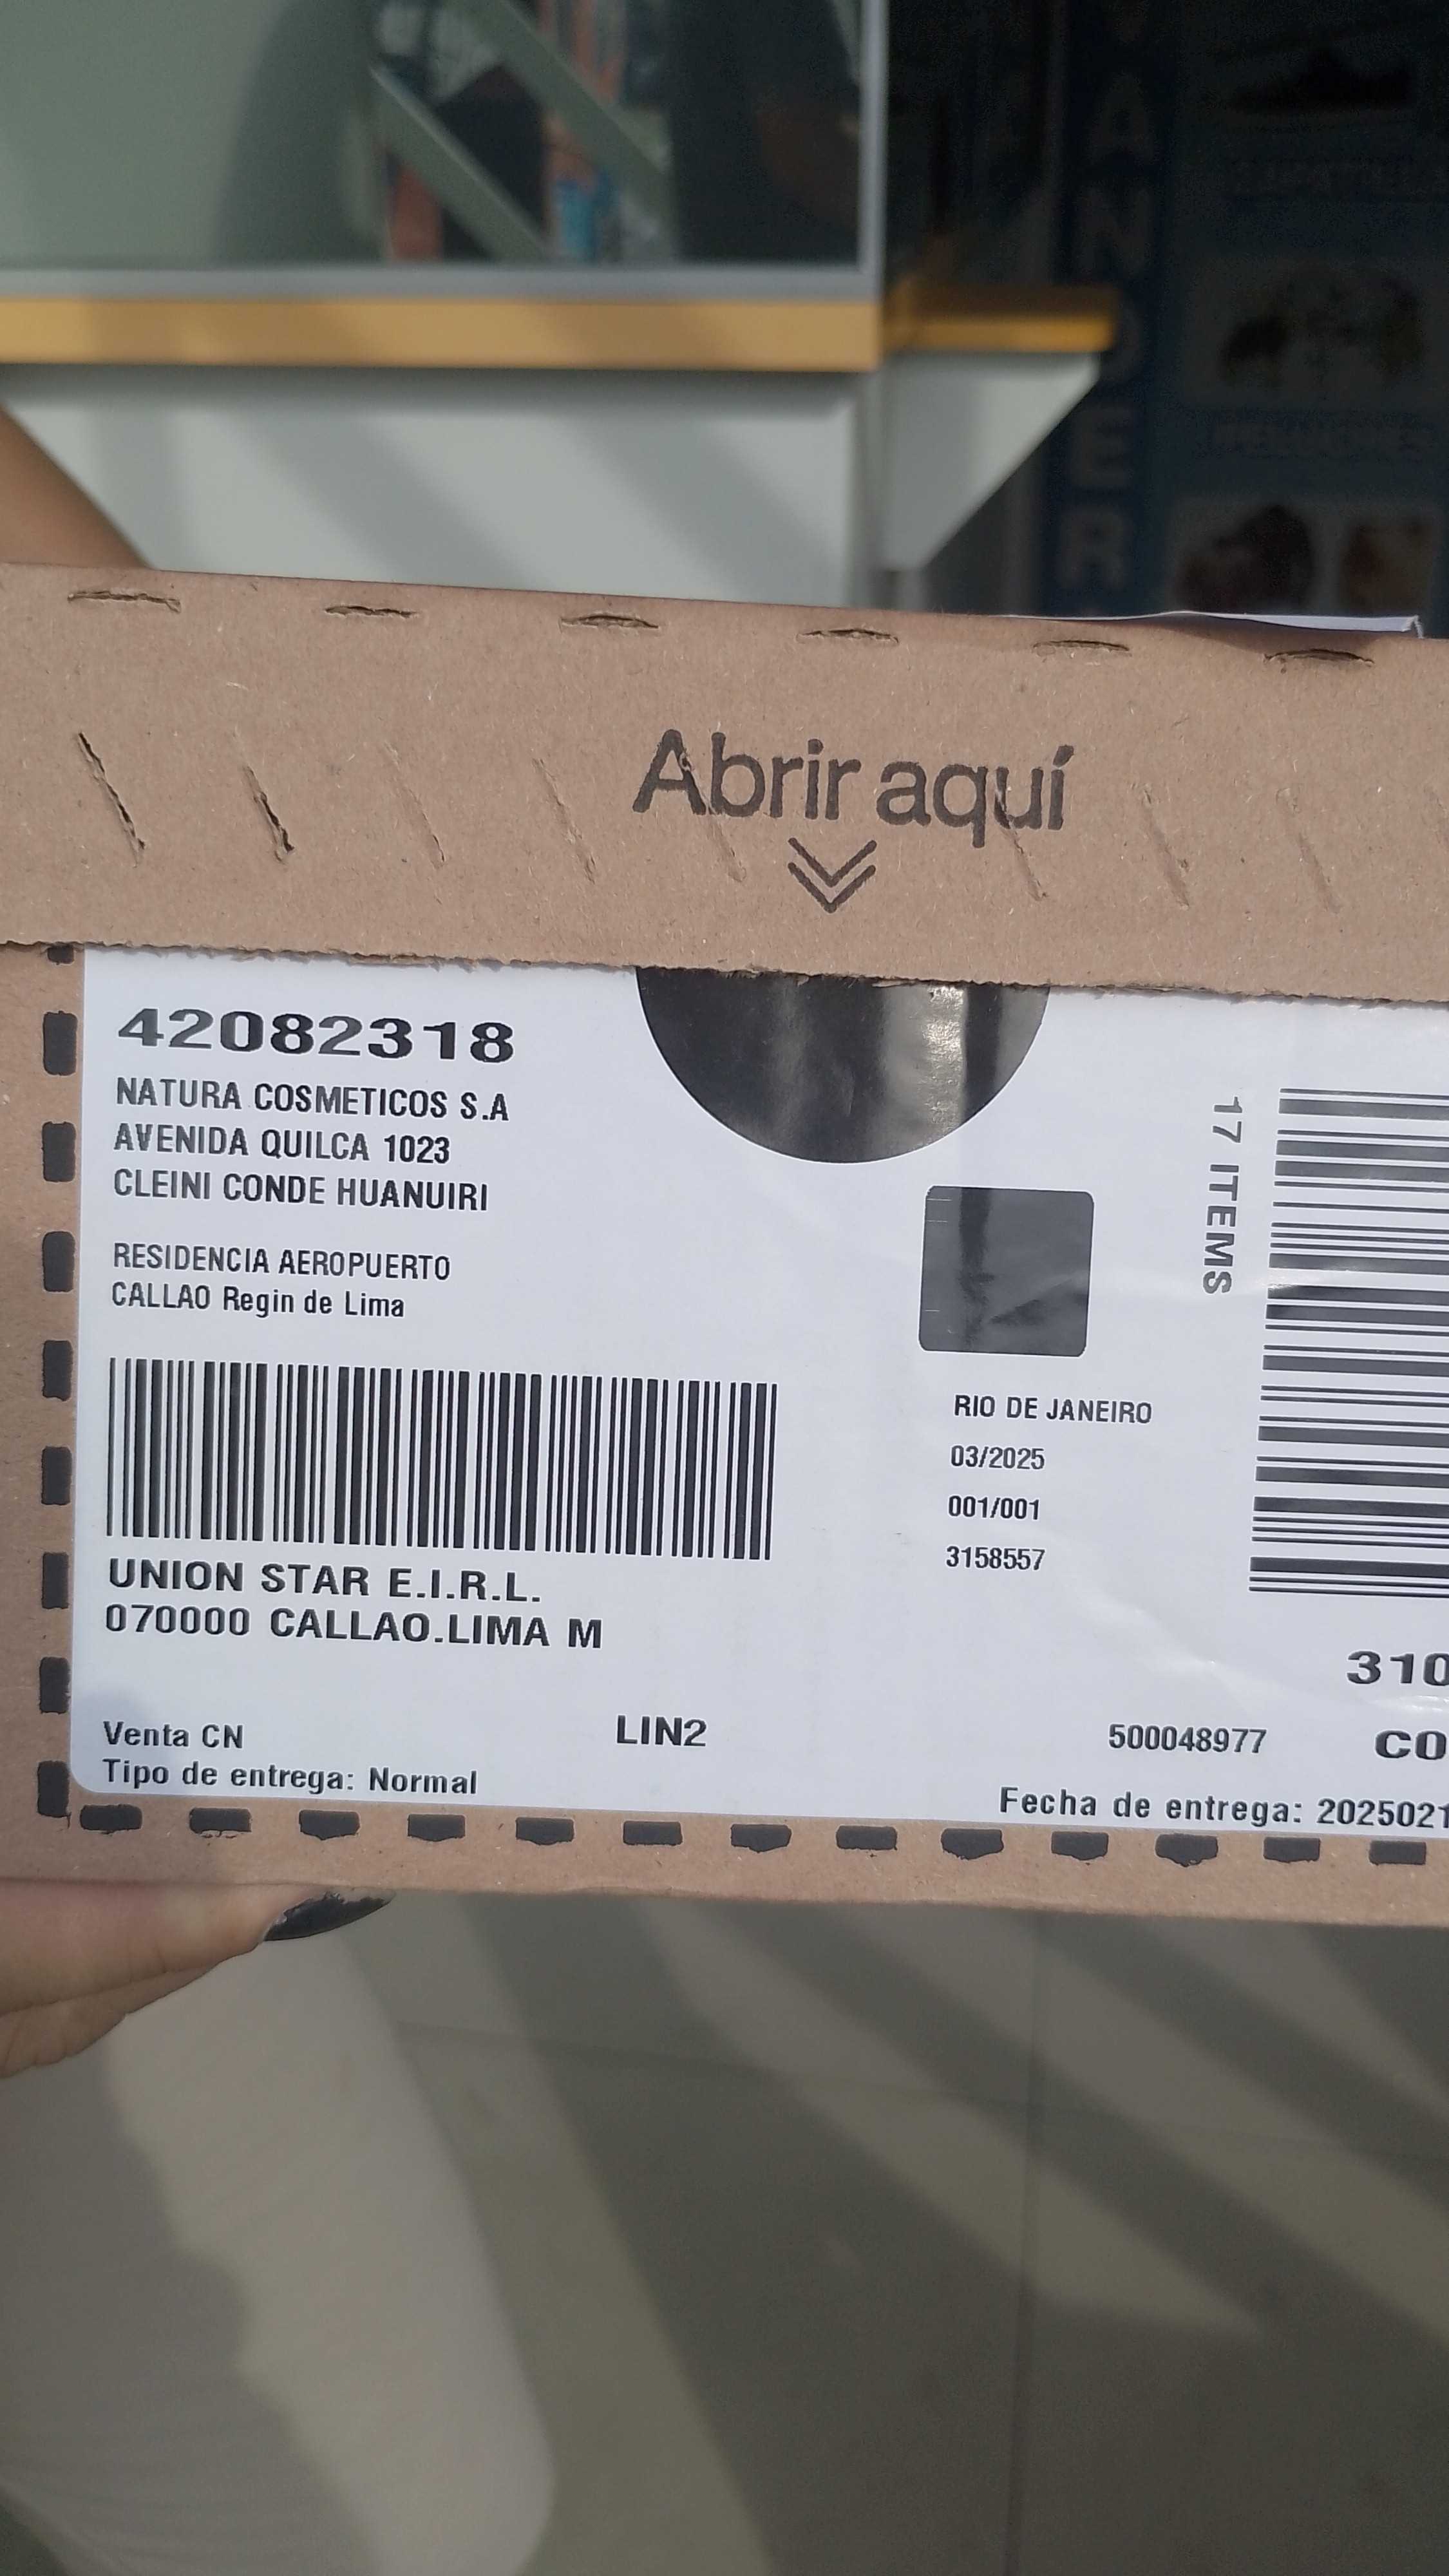 Abrir aquí
42082318
NATURA COSMETICOS S.A
AVENIDA QUILCA 1023
CLEINI CONDE HUANUIRI
RESIDENCIA AEROPUERTO
CALLAO Regin de Lima
17 ITEMS
RIO DE JANEIRO
03/2025
001/001
3158557
UNION STAR E.I.R.L.
070000 CALLAO.LIMA M
310
Venta CN
LIN2
500048977
CO
Tipo de entrega: Normal
Fecha de entrega: 2025021